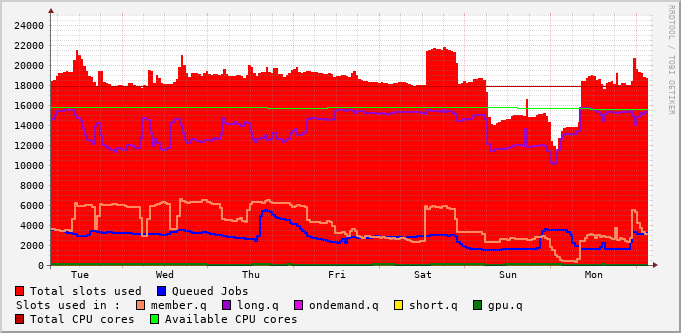 24000
22000
20000
18000
16000
14000
12000
10000
8000
6000
4000
2000
0
Tue Wed Thu Fri Sat Sun Mon
RRDTOOL / TOBI OETIKER
Total slots used Queued Jobs
Slots used in : member.q long.q ondemand.q short.q gpu.q
Total CPU cores Available CPU cores